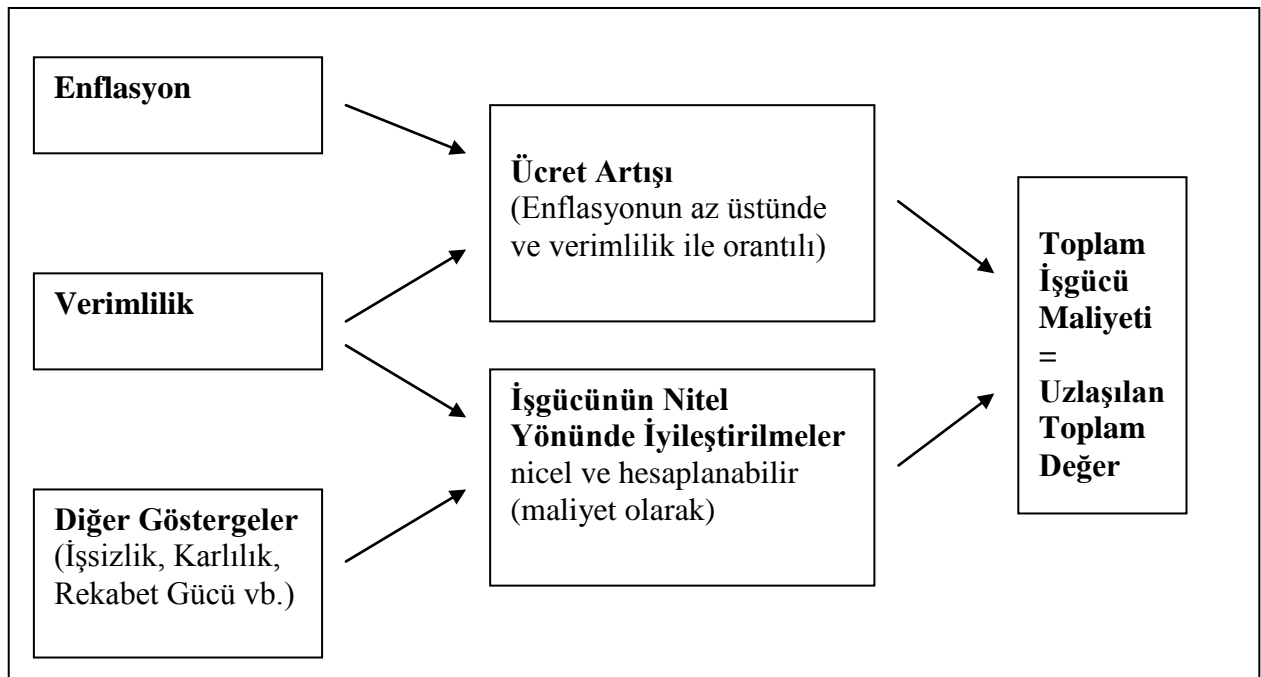 Enflasyon
Verimlilik
Diğer Göstergeler
(İşsizlik, Karlılık,
Rekabet Gücü vb.)
Ücret Artışı
(Enflasyonun az üstünde
ve verimlilik ile orantılı)
İşgücünün Nitel
Yönünde İyileştirilmeler
nicel ve hesaplanabilir
(maliyet olarak)
Toplam
İşgücü
Maliyeti
=
Uzlaşılan
Toplam
Değer